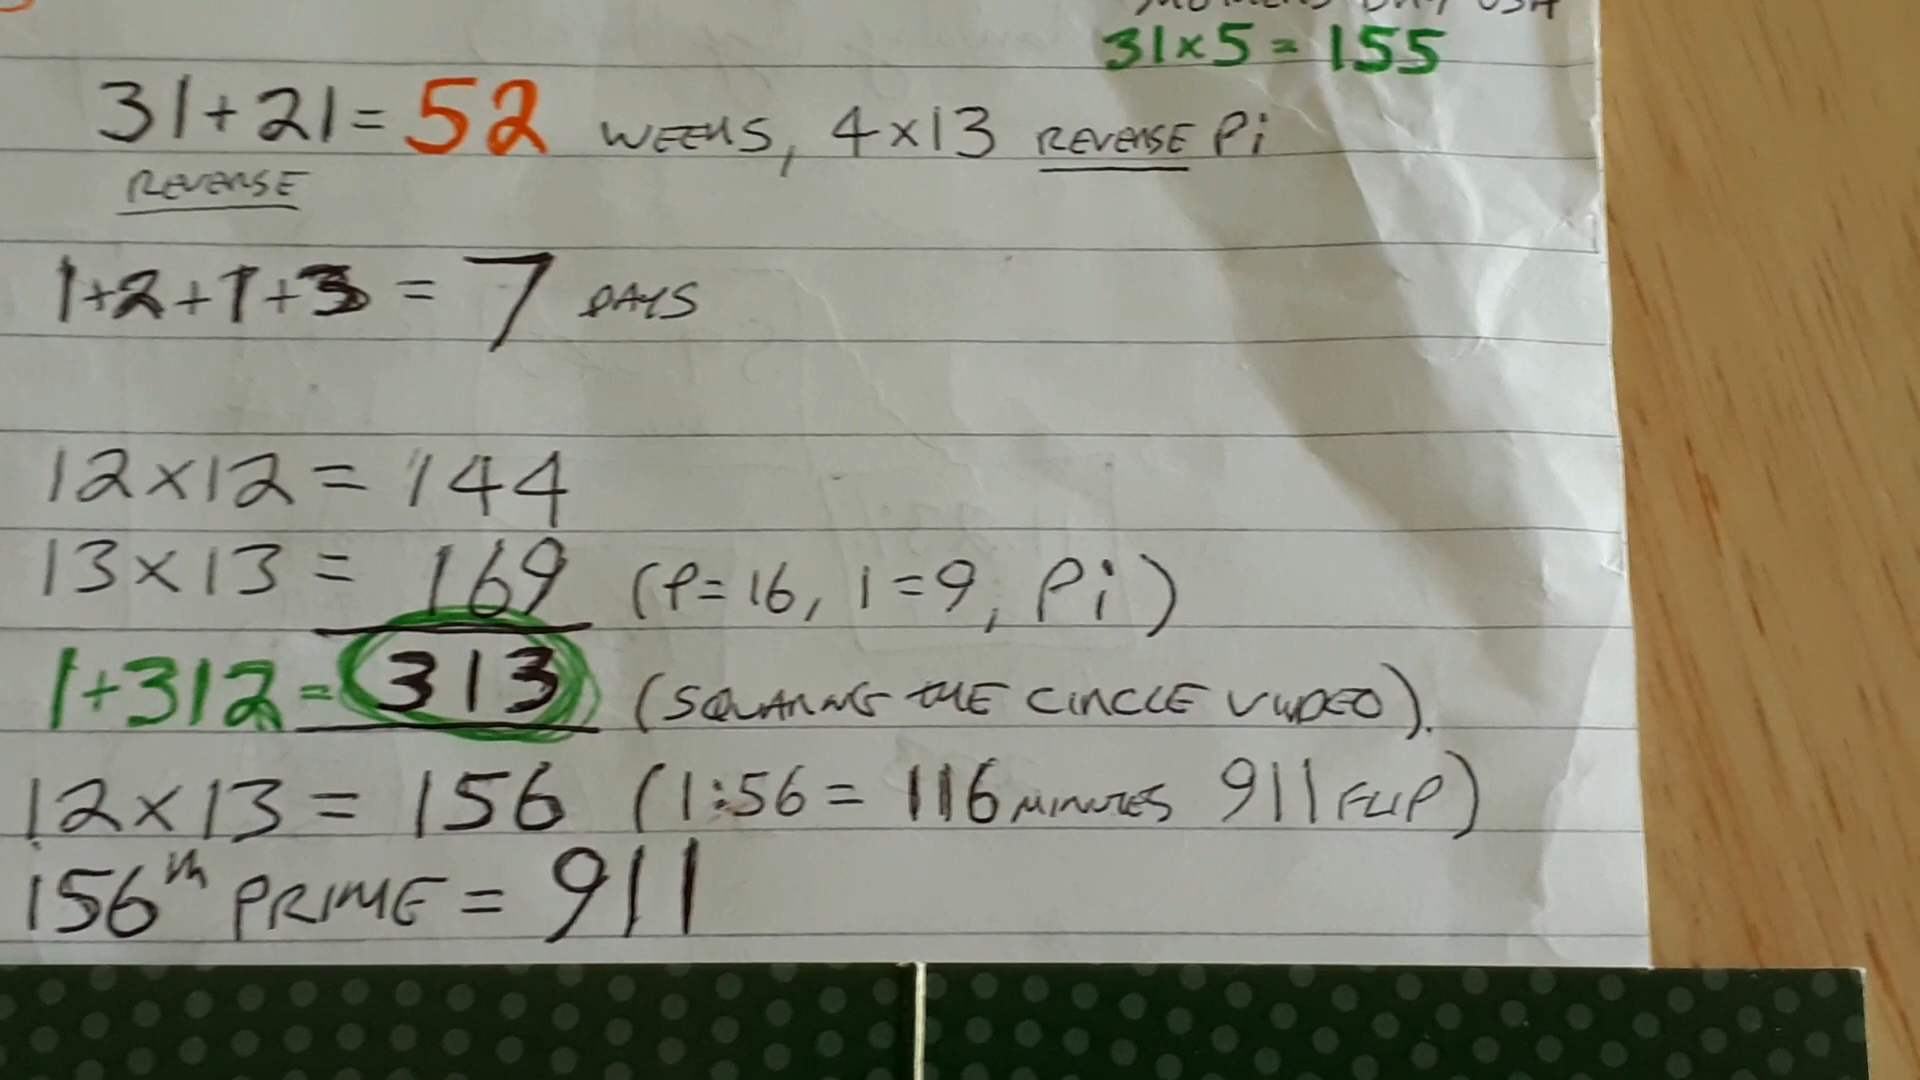 31x5=155
31+21=52 WEEKS, 4x13 REVERSE Pi
REVERSE
1+2+1+3=7 DAYS
12x12=144
13x13=169 (P=16, i=9, Pi)
1+312=313 (SQUARING THE CIRCLE VIDEO).
12x13=156 (1:56=116 MINUTES 911 FLIP)
156th PRIME=911